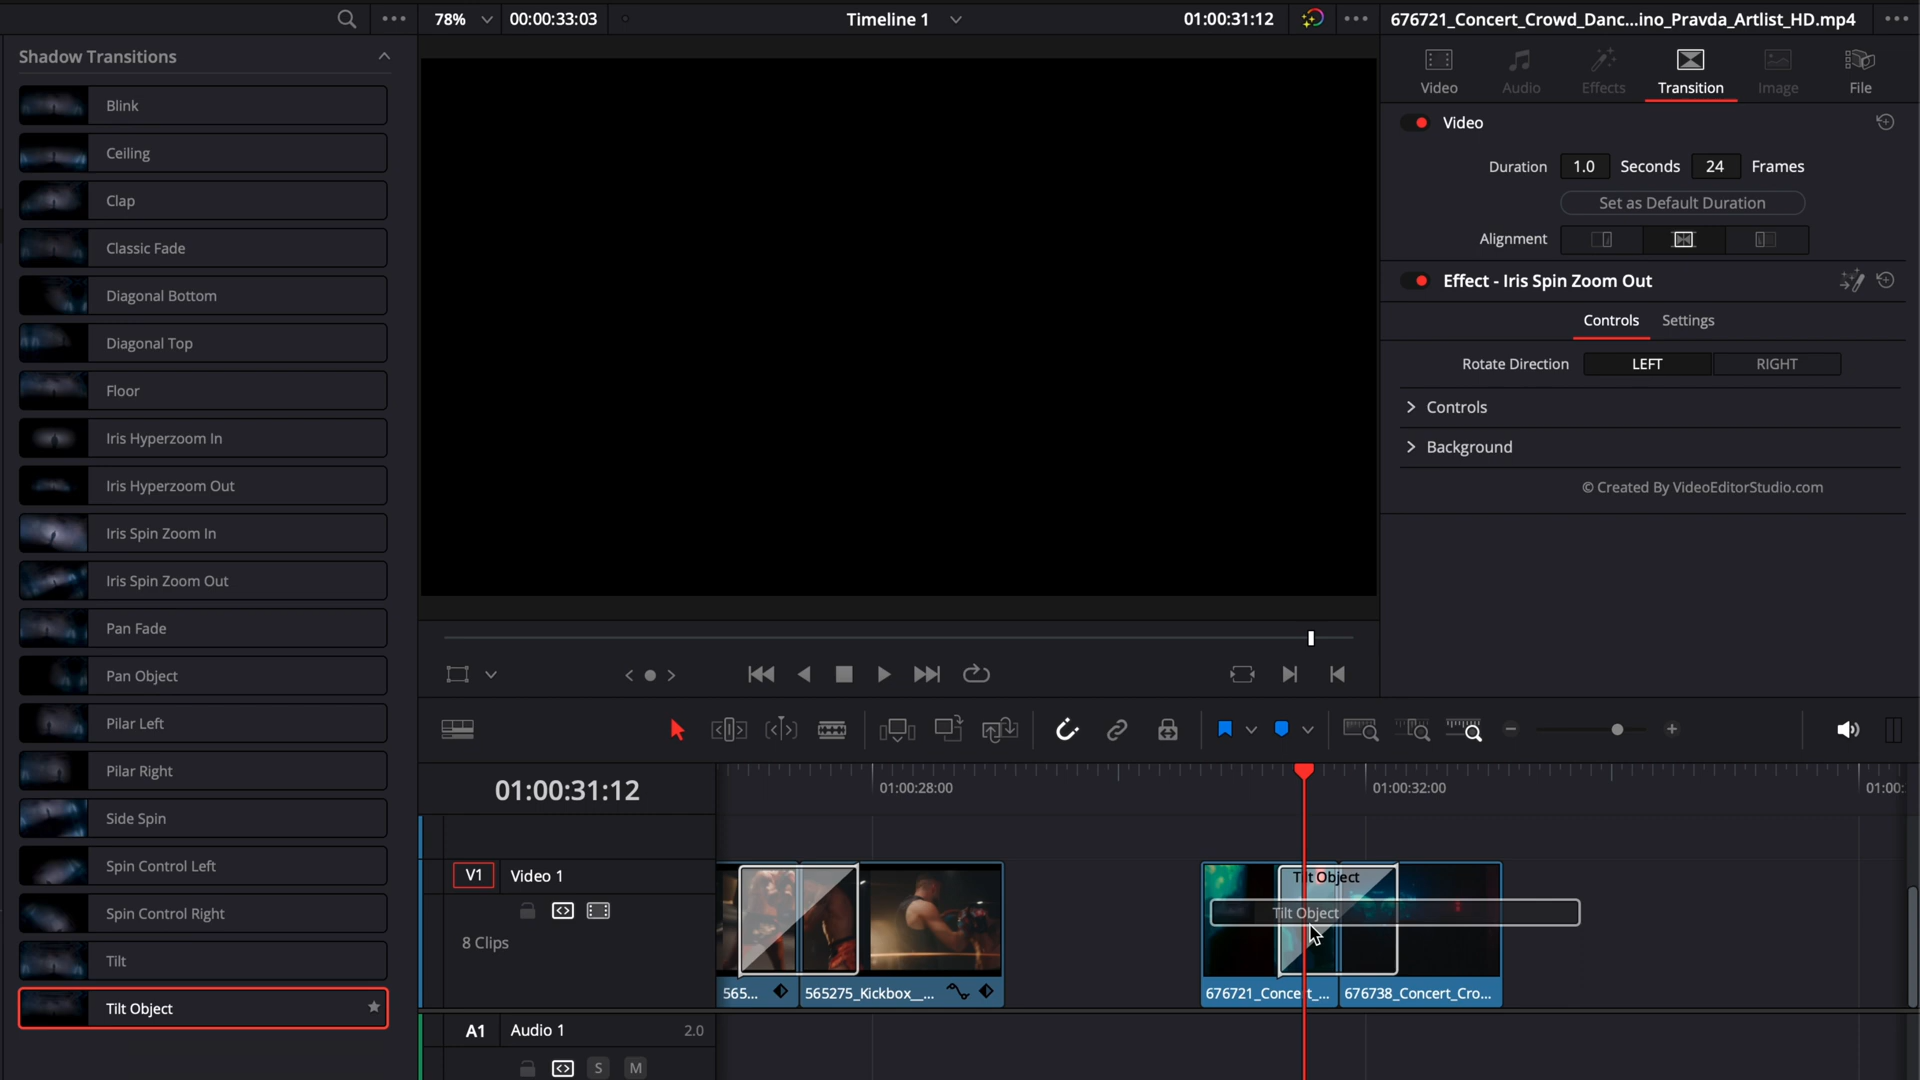 78%
00:00:33:03
Timeline 1
01:00:31:12
676721_Concert_Crowd_Danc...ino_Pravda_Artlist_HD.mp4
Shadow Transitions
Blink
Ceiling
Clap
Classic Fade
Diagonal Bottom
Diagonal Top
Floor
Iris Hyperzoom In
Iris Hyperzoom Out
Iris Spin Zoom In
Iris Spin Zoom Out
Pan Fade
Pan Object
Pilar Left
Pilar Right
Side Spin
Spin Control Left
Spin Control Right
Tilt
Tilt Object
Video
Audio
Effects
Transition
Image
File
Video
Duration 1.0 Seconds 24 Frames
Set as Default Duration
Alignment
Effect - Iris Spin Zoom Out
Controls Settings
Rotate Direction LEFT RIGHT
Controls
Background
© Created By VideoEditorStudio.com
01:00:31:12
01:00:28:00
01:00:32:00
01:00:
V1 Video 1
8 Clips
Tilt Object
Tilt Object
565...
565275_Kickbox_...
676721_Concert_...
676738_Concert_Cro...
A1 Audio 1 2.0
S M